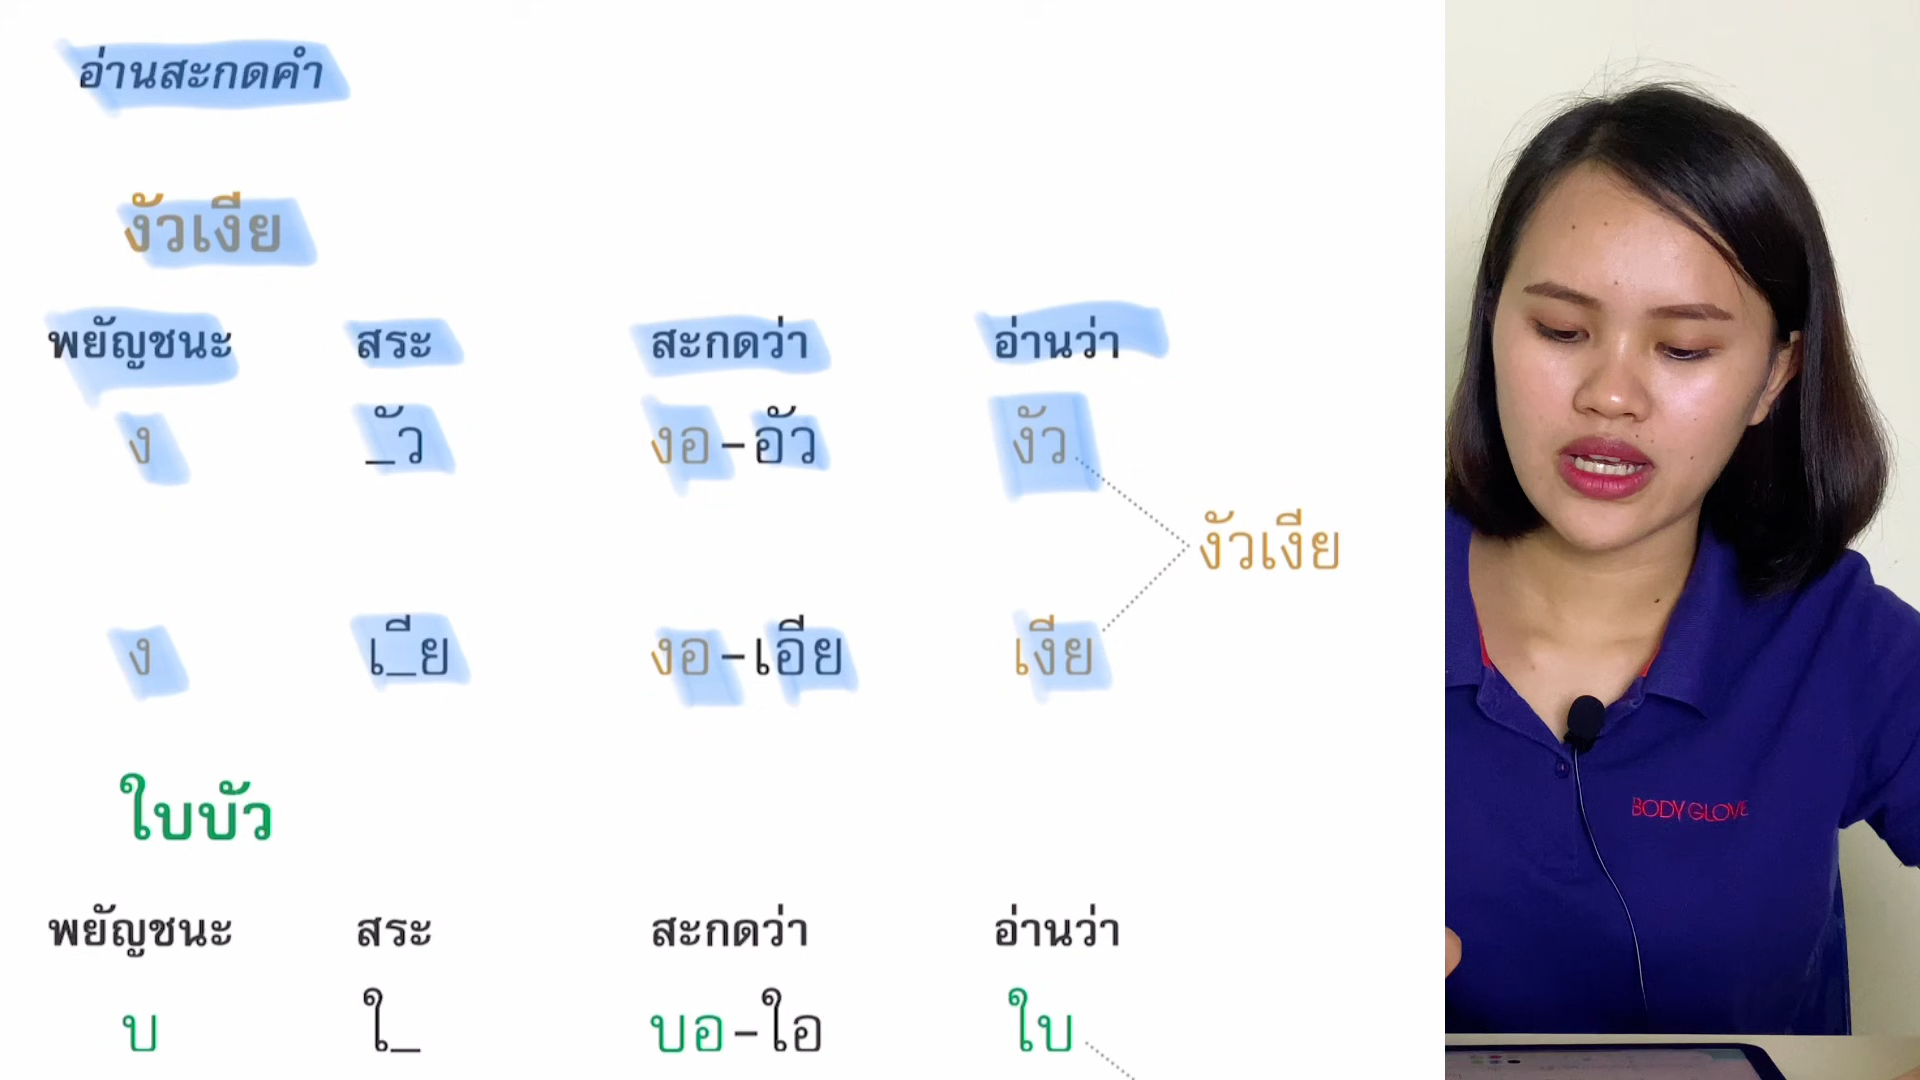 อ่านสะกดคำ
งัวเงีย
พยัญชนะ สระ สะกดว่า อ่านว่า
ง _ัว งอ-อัว งัว
งัวเงีย
ง เ_ีย งอ-เอีย เงีย
ใบบัว
พยัญชนะ สระ สะกดว่า อ่านว่า
บ ใ_ บอ-ใอ ใบ
BODY GLOVE